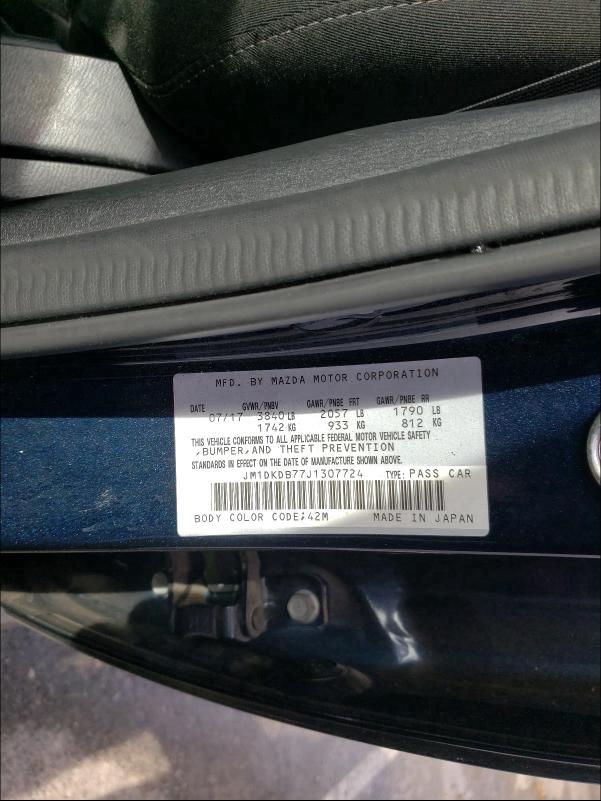 MFD. BY MAZDA MOTOR CORPORATION
DATE GVWR/PNBV GAWR/PNBE FRT GAWR/PNBE RR
07/17 3840 LB 2057 LB 1790 LB
1742 KG 933 KG 812 KG
THIS VEHICLE CONFORMS TO ALL APPLICABLE FEDERAL MOTOR VEHICLE SAFETY
,BUMPER,AND THEFT PREVENTION
STANDARDS IN EFFECT ON THE DATE OF MANUFACTURE SHOWN ABOVE.
JM1DKDB77J1307724 TYPE: PASS CAR
BODY COLOR CODE;42M MADE IN JAPAN